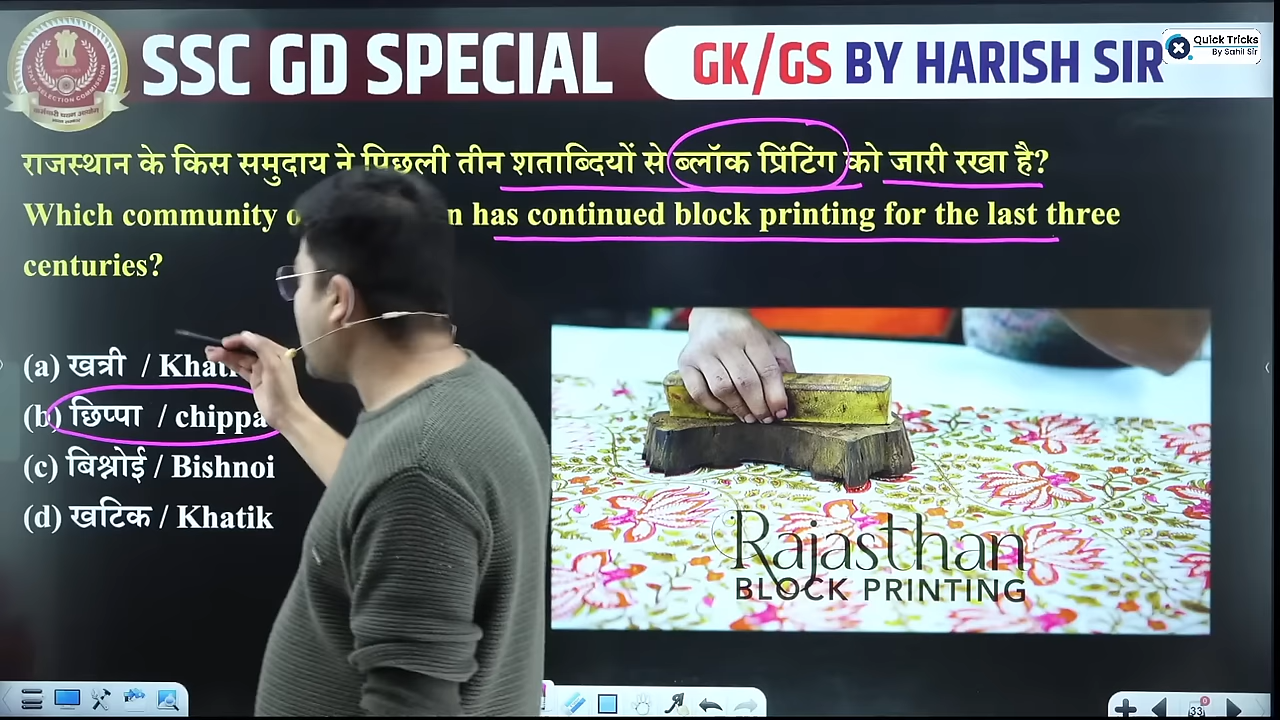 SSC GD SPECIAL
GK/GS BY HARISH SIR
Quick Tricks
By Sahil Sir
राजस्थान के किस समुदाय ने पिछली तीन शताब्दियों से ब्लॉक प्रिंटिंग को जारी रखा है?
Which community has continued block printing for the last three
centuries?
(a) खत्री /
(b) छिप्पा / chippa
(c) बिश्नोई / Bishnoi
(d) खटिक / Khatik
Rajasthan
BLOCK PRINTING
33